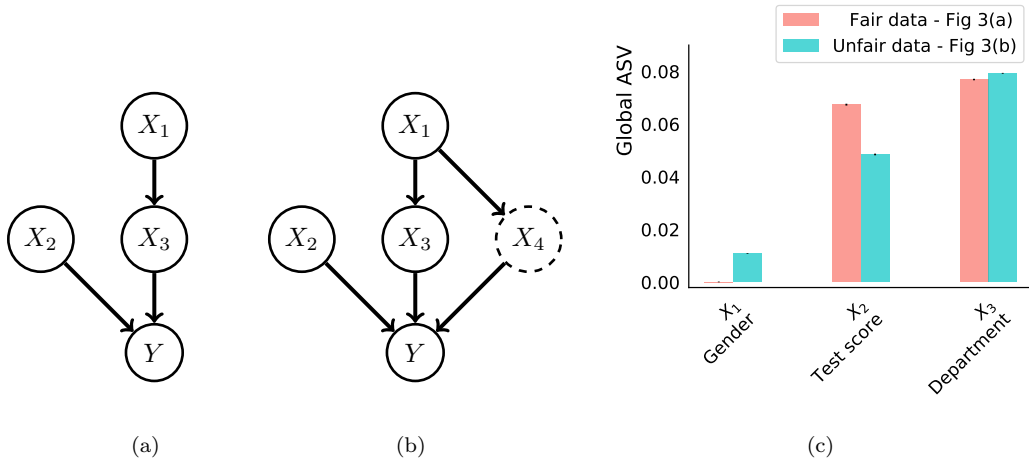 X1
X2
X3
Y
(a)
X1
X2
X3
X4
Y
(b)
Fair data - Fig 3(a)
Unfair data - Fig 3(b)
Global ASV
0.08
0.06
0.04
0.02
0.00
X1
Gender
X2
Test score
X3
Department
(c)